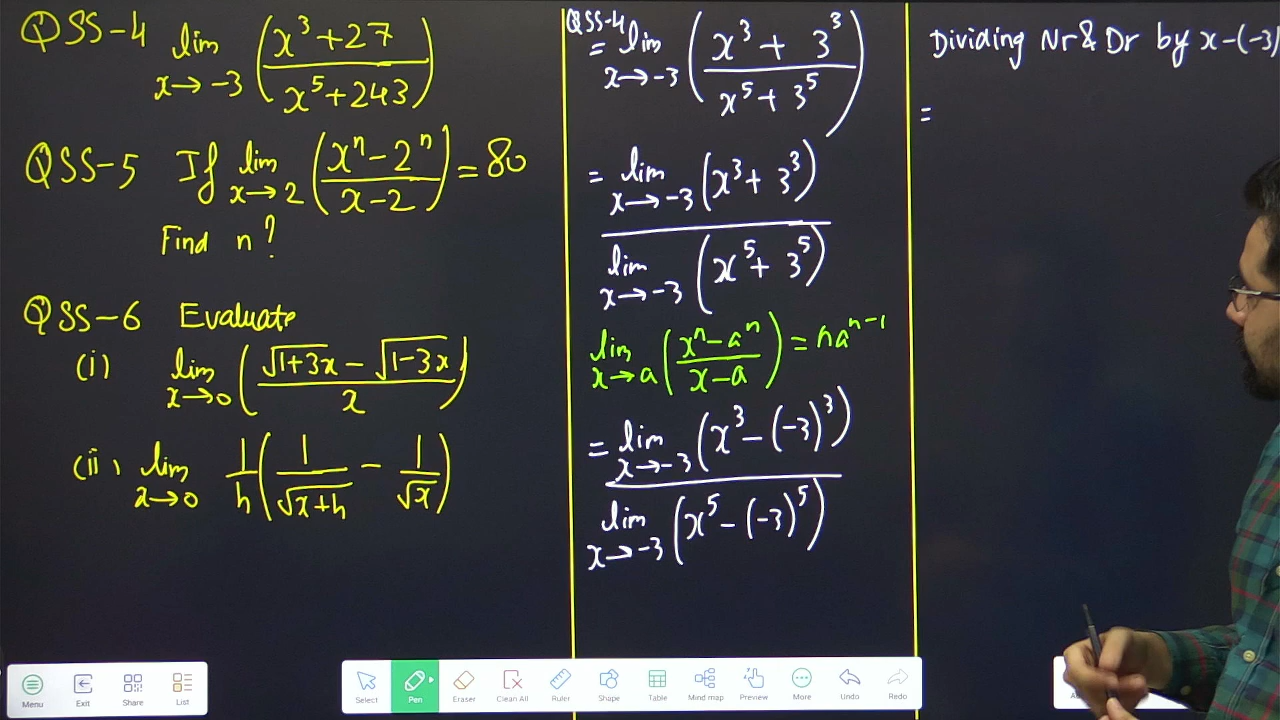 QSS-4 lim x→-3 (x³+27 / x⁵+243)
QSS-5 If lim x→2 (xⁿ-2ⁿ / x-2) = 80
Find n?
QSS-6 Evaluate
(i) lim x→0 (√1+3x - √1-3x / x)
(ii) lim x→0 1/h (1/√x+h - 1/√x)
QSS-4
= lim x→-3 (x³ + 3³ / x⁵ + 3⁵)
= lim x→-3 (x³ + 3³)
lim x→-3 (x⁵ + 3⁵)
lim x→a (xⁿ-aⁿ / x-a) = naⁿ⁻¹
= lim x→-3 (x³ - (-3)³)
lim x→-3 (x⁵ - (-3)⁵)
Dividing Nr & Dr by x-(-3)
=
Menu Exit Share List
Select Pen Eraser Clean All Ruler Shape Table Mind map Preview More Undo Redo